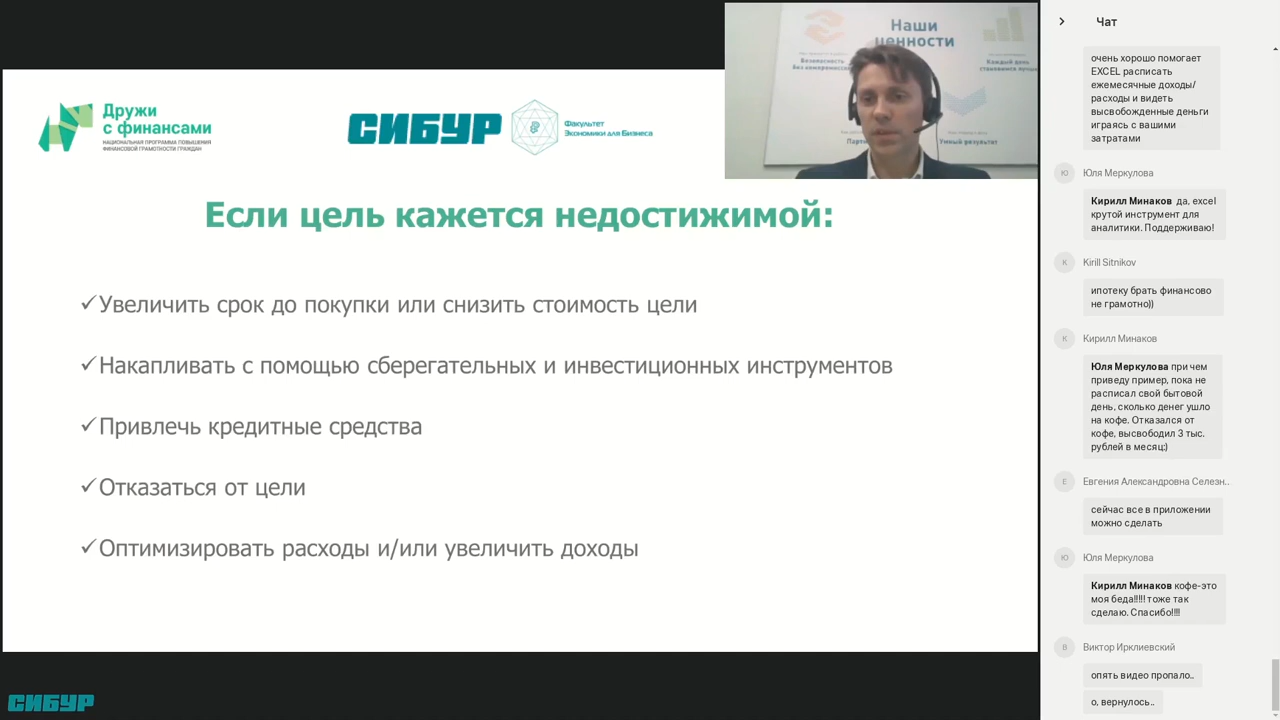 Дружи
с финансами
НАЦИОНАЛЬНАЯ ПРОГРАММА ПОВЫШЕНИЯ
ФИНАНСОВОЙ ГРАМОТНОСТИ ГРАЖДАН
СИБУР
Факультет
Экономики для Бизнеса
Наши
ценности
Безопасность
Каждый день
Умный результат
Если цель кажется недостижимой:
✓Увеличить срок до покупки или снизить стоимость цели
✓Накапливать с помощью сберегательных и инвестиционных инструментов
✓Привлечь кредитные средства
✓Отказаться от цели
✓Оптимизировать расходы и/или увеличить доходы
СИБУР
Чат
очень хорошо помогает
EXCEL расписать
ежемесячные доходы/
расходы и видеть
высвобожденные деньги
играясь с вашими
затратами
Ю
Юля Меркулова
Кирилл Минаков да, excel
крутой инструмент для
аналитики. Поддерживаю!
K
Kirill Sitnikov
ипотеку брать финансово
не грамотно))
К
Кирилл Минаков
Юля Меркулова при чем
приведу пример, пока не
расписал свой бытовой
день, сколько денег ушло
на кофе. Отказался от
кофе, высвободил 3 тыс.
рублей в месяц;)
Е
Евгения Александровна Селезн..
сейчас все в приложении
можно сделать
Ю
Юля Меркулова
Кирилл Минаков кофе-это
моя беда!!!!! тоже так
сделаю. Спасибо!!!!
В
Виктор Ирклиевский
опять видео пропало..
о, вернулось..